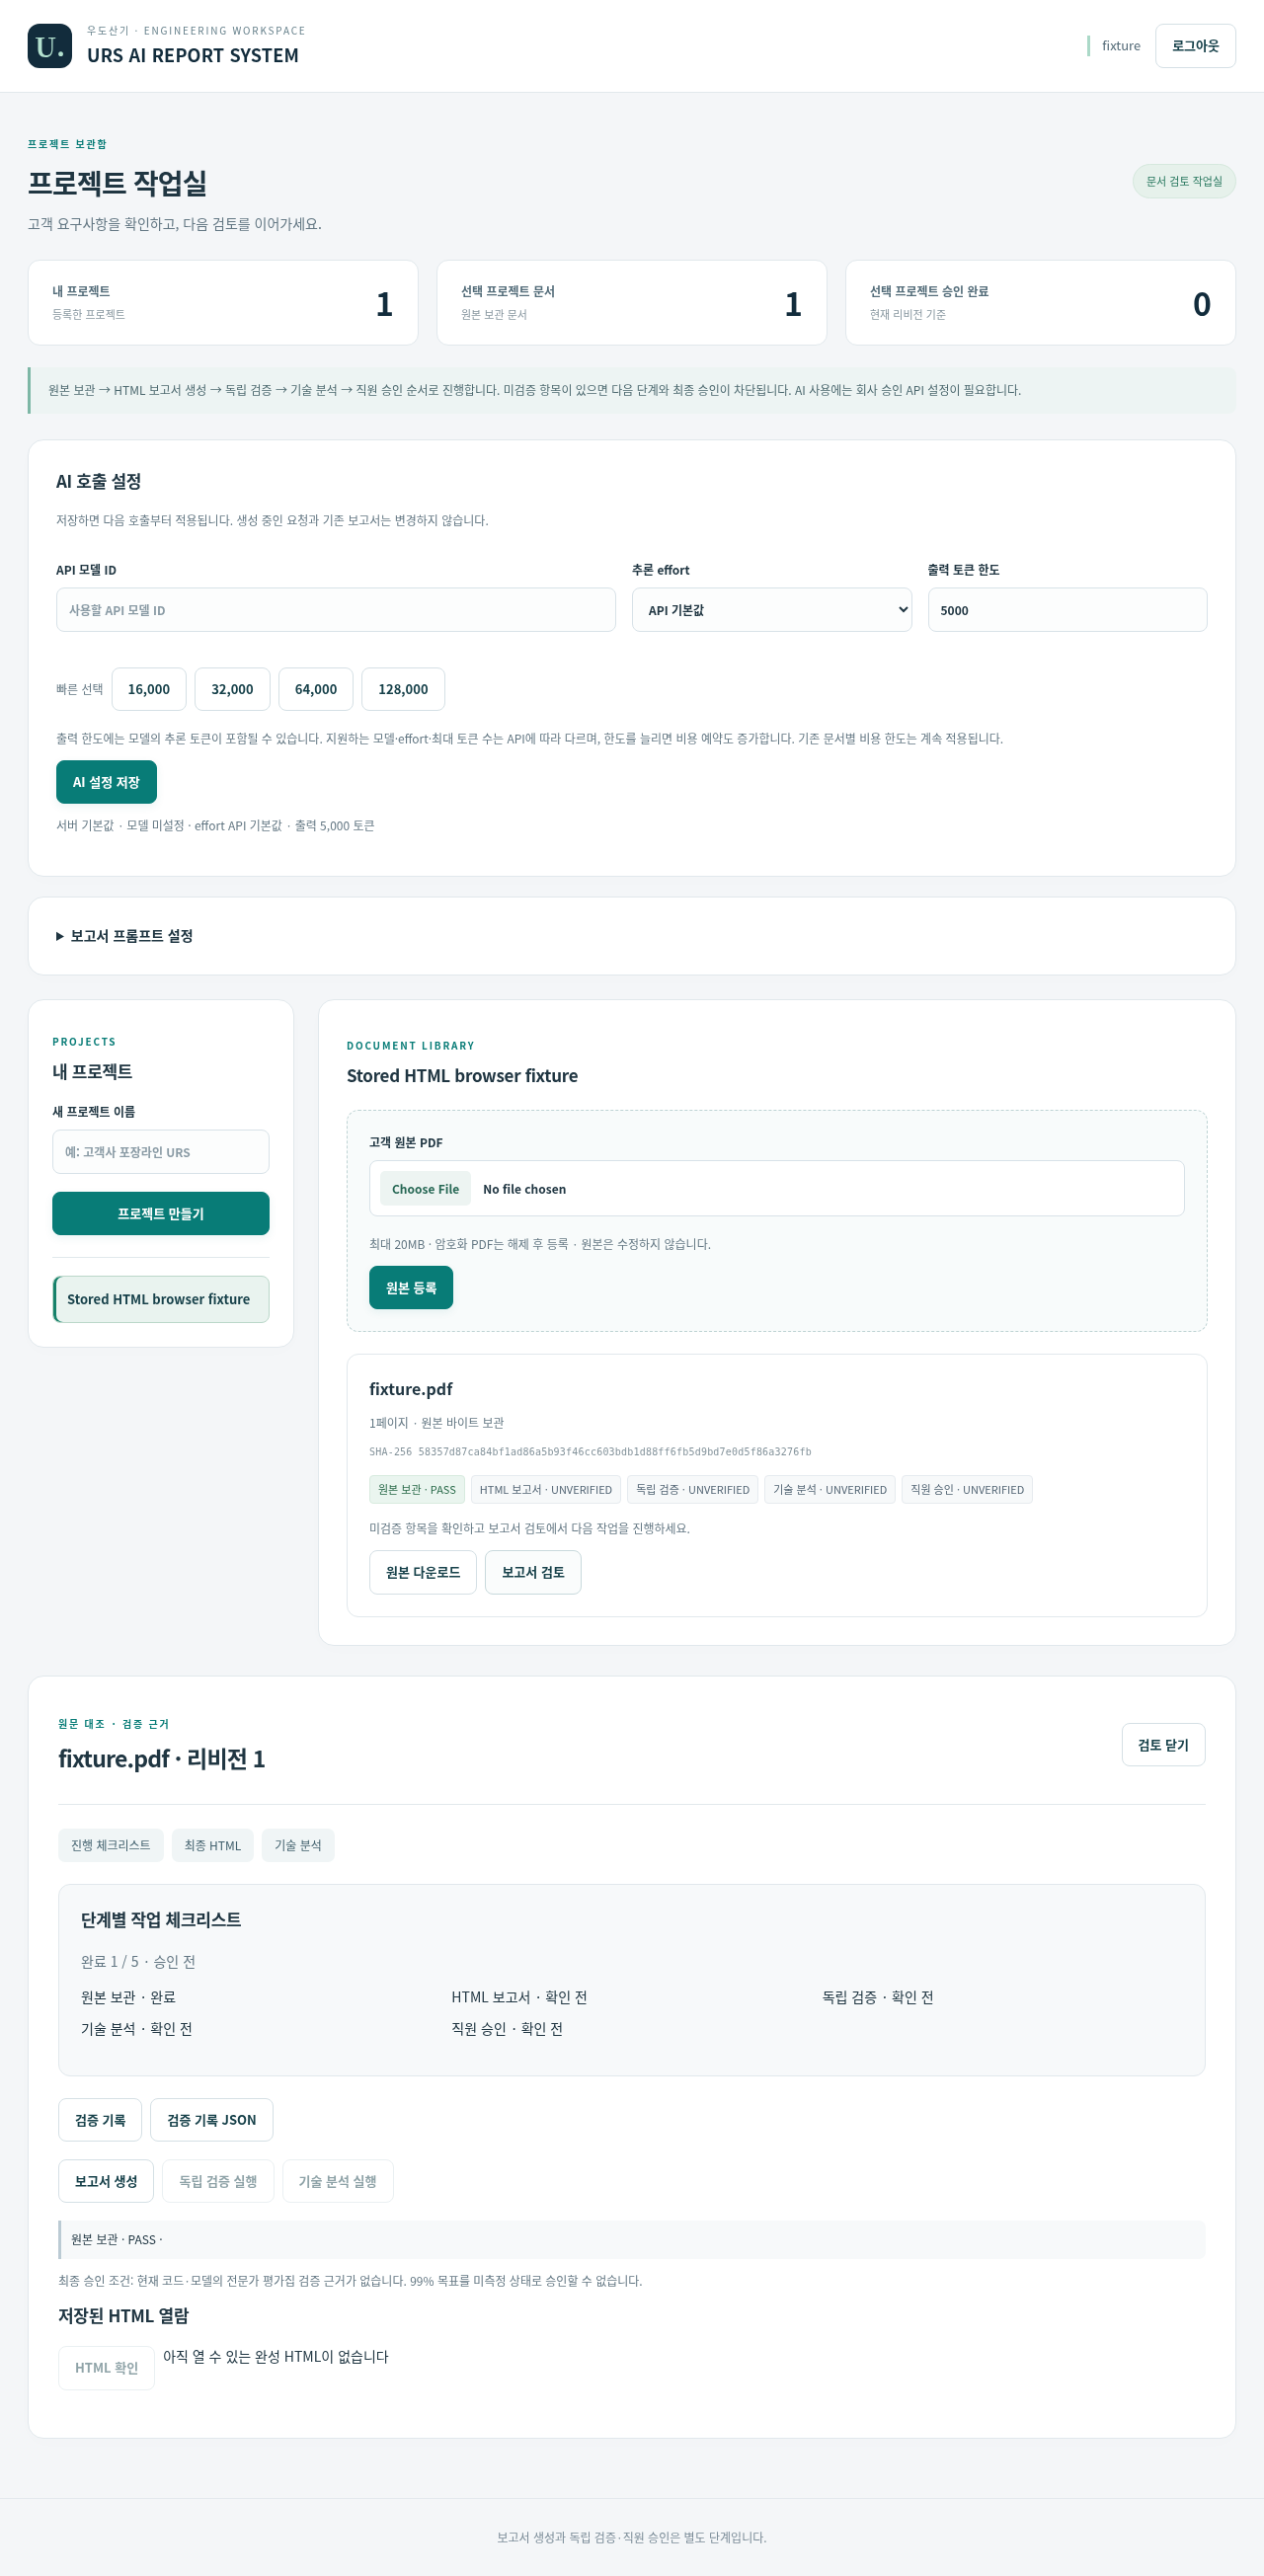 U.
우도산기 · ENGINEERING WORKSPACE
URS AI REPORT SYSTEM
fixture
로그아웃
프로젝트 보관함
프로젝트 작업실
문서 검토 작업실
고객 요구사항을 확인하고, 다음 검토를 이어가세요.
내 프로젝트
등록한 프로젝트
1
선택 프로젝트 문서
원본 보관 문서
1
선택 프로젝트 승인 완료
현재 리비전 기준
0
원본 보관 → HTML 보고서 생성 → 독립 검증 → 기술 분석 → 직원 승인 순서로 진행합니다. 미검증 항목이 있으면 다음 단계와 최종 승인이 차단됩니다. AI 사용에는 회사 승인 API 설정이 필요합니다.
AI 호출 설정
저장하면 다음 호출부터 적용됩니다. 생성 중인 요청과 기존 보고서는 변경하지 않습니다.
API 모델 ID
추론 effort
출력 토큰 한도
사용할 API 모델 ID
API 기본값
5000
빠른 선택
16,000
32,000
64,000
128,000
출력 한도에는 모델의 추론 토큰이 포함될 수 있습니다. 지원하는 모델·effort·최대 토큰 수는 API에 따라 다르며, 한도를 늘리면 비용 예약도 증가합니다. 기존 문서별 비용 한도는 계속 적용됩니다.
AI 설정 저장
서버 기본값 · 모델 미설정 · effort API 기본값 · 출력 5,000 토큰
▶ 보고서 프롬프트 설정
PROJECTS
내 프로젝트
새 프로젝트 이름
예: 고객사 포장라인 URS
프로젝트 만들기
Stored HTML browser fixture
DOCUMENT LIBRARY
Stored HTML browser fixture
고객 원본 PDF
Choose File No file chosen
최대 20MB · 암호화 PDF는 해제 후 등록 · 원본은 수정하지 않습니다.
원본 등록
fixture.pdf
1페이지 · 원본 바이트 보관
SHA-256 58357d87ca84bf1ad86a5b93f46cc603bdb1d88ff6fb5d9bd7e0d5f86a3276fb
원본 보관 · PASS
HTML 보고서 · UNVERIFIED
독립 검증 · UNVERIFIED
기술 분석 · UNVERIFIED
직원 승인 · UNVERIFIED
미검증 항목을 확인하고 보고서 검토에서 다음 작업을 진행하세요.
원본 다운로드
보고서 검토
원문 대조 · 검증 근거
fixture.pdf · 리비전 1
검토 닫기
진행 체크리스트
최종 HTML
기술 분석
단계별 작업 체크리스트
완료 1 / 5 · 승인 전
원본 보관 · 완료
HTML 보고서 · 확인 전
독립 검증 · 확인 전
기술 분석 · 확인 전
직원 승인 · 확인 전
검증 기록
검증 기록 JSON
보고서 생성
독립 검증 실행
기술 분석 실행
원본 보관 · PASS ·
최종 승인 조건: 현재 코드·모델의 전문가 평가집 검증 근거가 없습니다. 99% 목표를 미측정 상태로 승인할 수 없습니다.
저장된 HTML 열람
HTML 확인
아직 열 수 있는 완성 HTML이 없습니다
보고서 생성과 독립 검증·직원 승인은 별도 단계입니다.